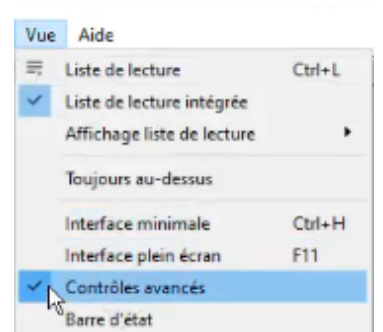 Vue Aide
Liste de lecture Ctrl+L
Liste de lecture intégrée
Affichage liste de lecture
Toujours au-dessus
Interface minimale Ctrl+H
Interface plein écran F11
Contrôles avancés
Barre d'état